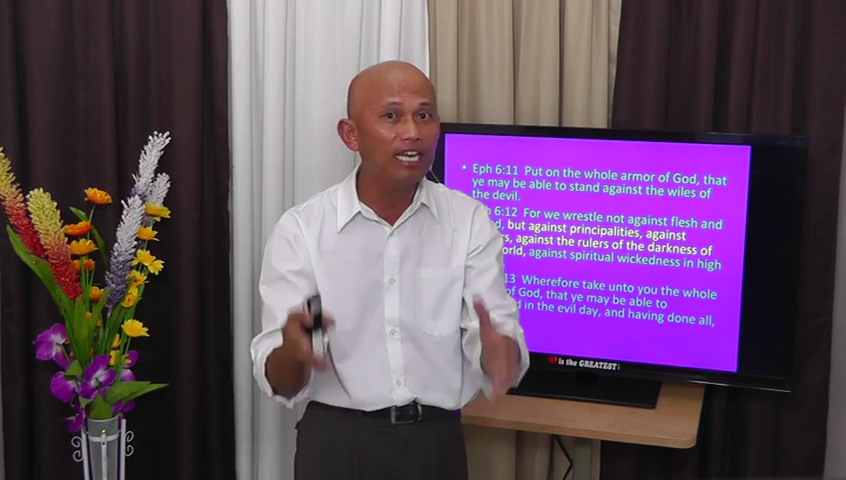 • Eph 6:11 Put on the whole armor of God, that
ye may be able to stand against the wiles of
the devil.
6:12 For we wrestle not against flesh and
but against principalities, against
against the rulers of the darkness of
against spiritual wickedness in high
13 Wherefore take unto you the whole
of God, that ye may be able to
in the evil day, and having done all,
is the GREATEST!